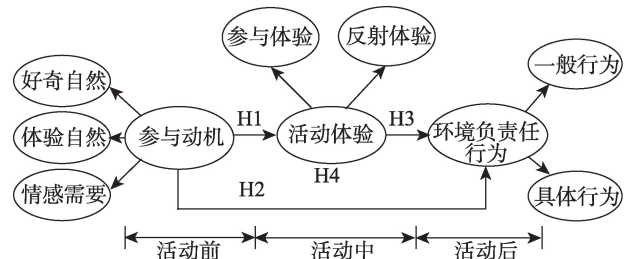 参与体验
反射体验
好奇自然
一般行为
体验自然
参与动机
H1
活动体验
H3
环境负责任
行为
情感需要
H2
H4
具体行为
活动前
活动中
活动后